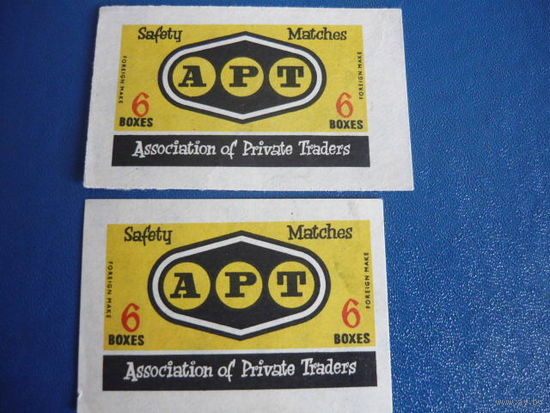 Safety Matches
FOREIGN MAKE
APT
FOREIGN MAKE
6 6
BOXES BOXES
Association of Private Traders
Safety Matches
FOREIGN MAKE
APT
FOREIGN MAKE
6 6
BOXES BOXES
Association of Private Traders